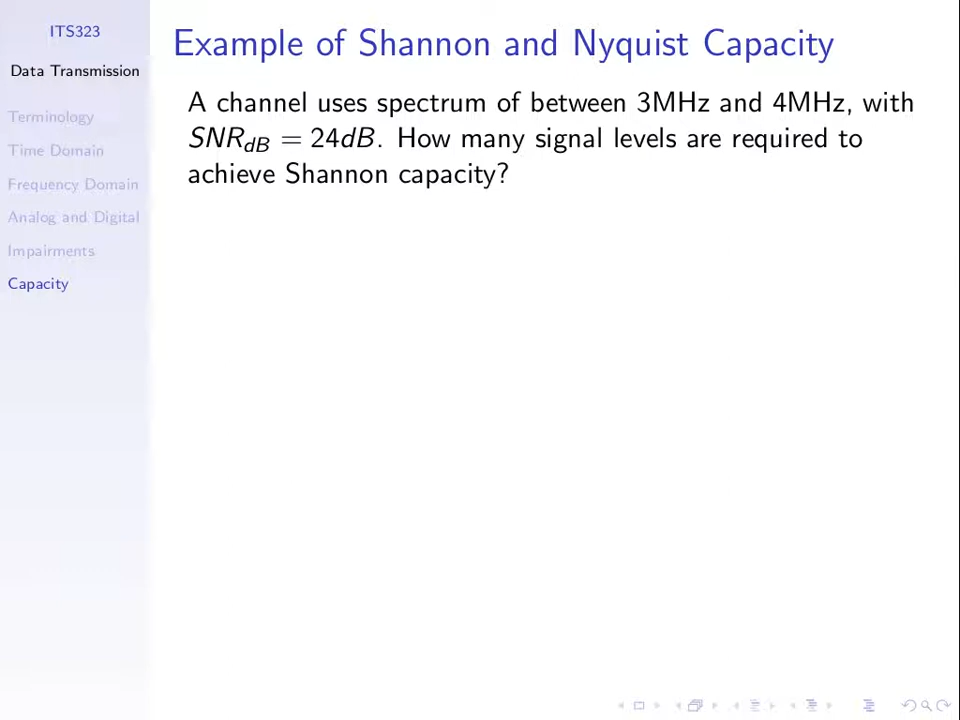 ITS323
Data Transmission
Terminology
Time Domain
Frequency Domain
Analog and Digital
Impairments
Capacity
Example of Shannon and Nyquist Capacity
A channel uses spectrum of between 3MHz and 4MHz, with
SNRdB = 24dB. How many signal levels are required to
achieve Shannon capacity?